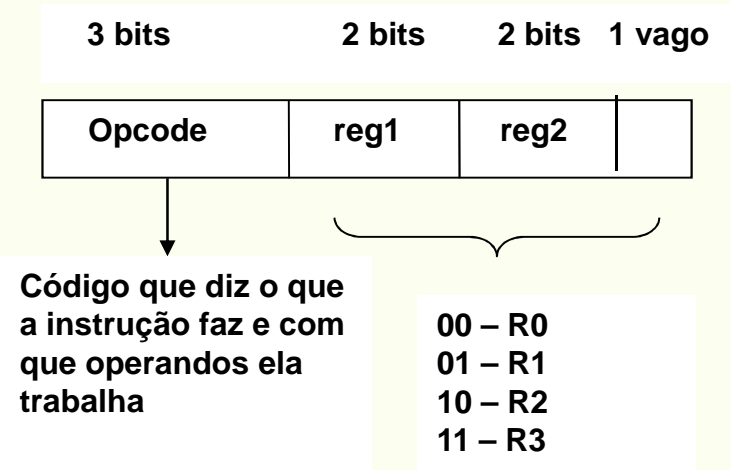 3 bits 2 bits 2 bits 1 vago
Opcode reg1 reg2
Código que diz o que
a instrução faz e com
que operandos ela
trabalha
00 – R0
01 – R1
10 – R2
11 – R3